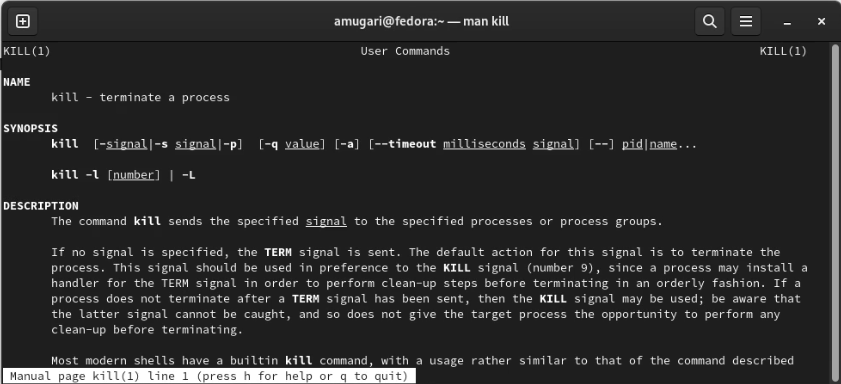 amugari@fedora:~ — man kill
KILL(1) User Commands KILL(1)
NAME
kill - terminate a process
SYNOPSIS
kill [-signal|-s signal|-p] [-q value] [-a] [--timeout milliseconds signal] [--] pid|name...
kill -l [number] | -L
DESCRIPTION
The command kill sends the specified signal to the specified processes or process groups.
If no signal is specified, the TERM signal is sent. The default action for this signal is to terminate the
process. This signal should be used in preference to the KILL signal (number 9), since a process may install a
handler for the TERM signal in order to perform clean-up steps before terminating in an orderly fashion. If a
process does not terminate after a TERM signal has been sent, then the KILL signal may be used; be aware that
the latter signal cannot be caught, and so does not give the target process the opportunity to perform any
clean-up before terminating.
Most modern shells have a builtin kill command, with a usage rather similar to that of the command described
Manual page kill(1) line 1 (press h for help or q to quit)